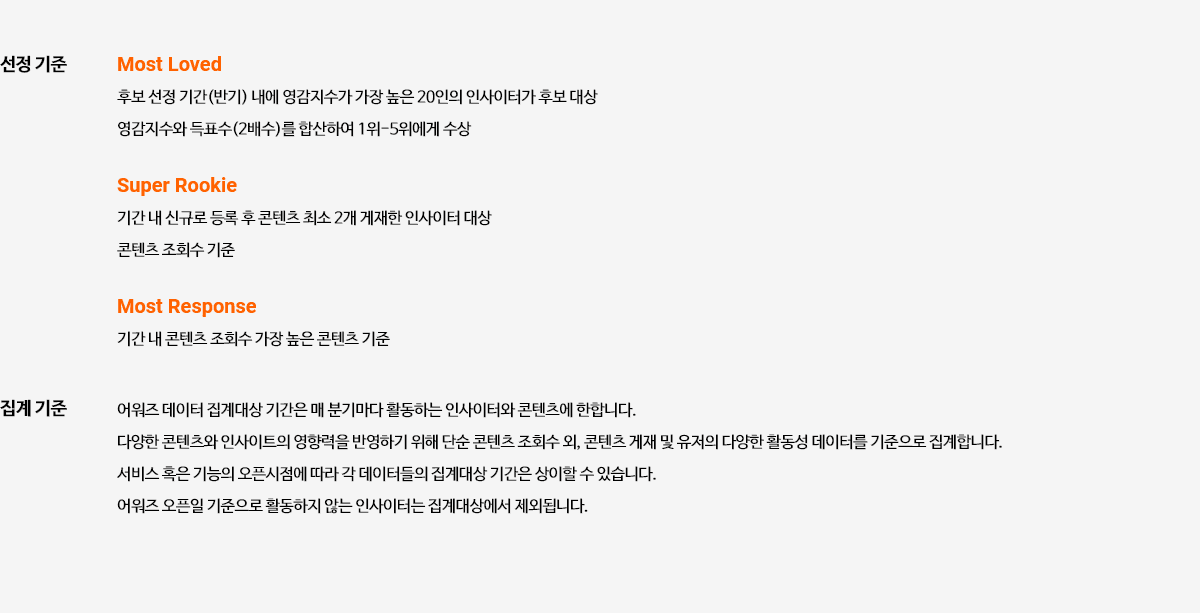 선정 기준
Most Loved
후보 선정 기간(반기) 내에 영감지수가 가장 높은 20인의 인사이터가 후보 대상
영감지수와 득표수(2배수)를 합산하여 1위-5위에게 수상
Super Rookie
기간 내 신규로 등록 후 콘텐츠 최소 2개 게재한 인사이터 대상
콘텐츠 조회수 기준
Most Response
기간 내 콘텐츠 조회수 가장 높은 콘텐츠 기준
집계 기준
어워즈 데이터 집계대상 기간은 매 분기마다 활동하는 인사이터와 콘텐츠에 한합니다.
다양한 콘텐츠와 인사이트의 영향력을 반영하기 위해 단순 콘텐츠 조회수 외, 콘텐츠 게재 및 유저의 다양한 활동성 데이터를 기준으로 집계합니다.
서비스 혹은 기능의 오픈시점에 따라 각 데이터들의 집계대상 기간은 상이할 수 있습니다.
어워즈 오픈일 기준으로 활동하지 않는 인사이터는 집계대상에서 제외됩니다.